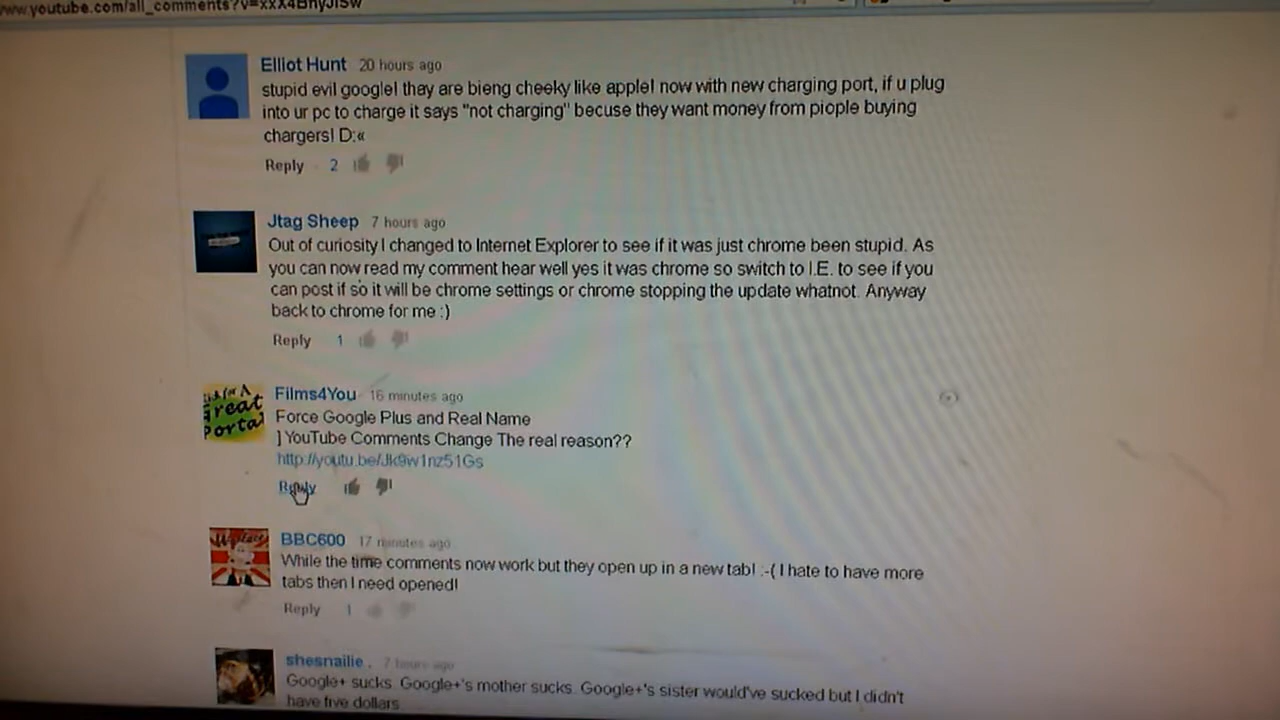 www.youtube.com/all_comments?v=xxX4BnyJISw
Elliot Hunt 20 hours ago
stupid evil google! thay are bieng cheeky like apple! now with new charging port, if u plug
into ur pc to charge it says "not charging" becuse they want money from piople buying
chargers! D:«
Reply 2
Jtag Sheep 7 hours ago
Out of curiosity I changed to Internet Explorer to see if it was just chrome been stupid. As
you can now read my comment hear well yes it was chrome so switch to I.E. to see if you
can post if so it will be chrome settings or chrome stopping the update whatnot. Anyway
back to chrome for me :)
Reply 1
Great
Portal
Films4You 16 minutes ago
Force Google Plus and Real Name
] YouTube Comments Change The real reason??
http://youtu.be/Jk9w1nz51Gs
Reply
BBC600 17 minutes ago
While the time comments now work but they open up in a new tab! :-( I hate to have more
tabs then I need opened!
Reply 1
shesnailie . 7 hours ago
Google+ sucks. Google+'s mother sucks. Google+'s sister would've sucked but I didn't
have five dollars